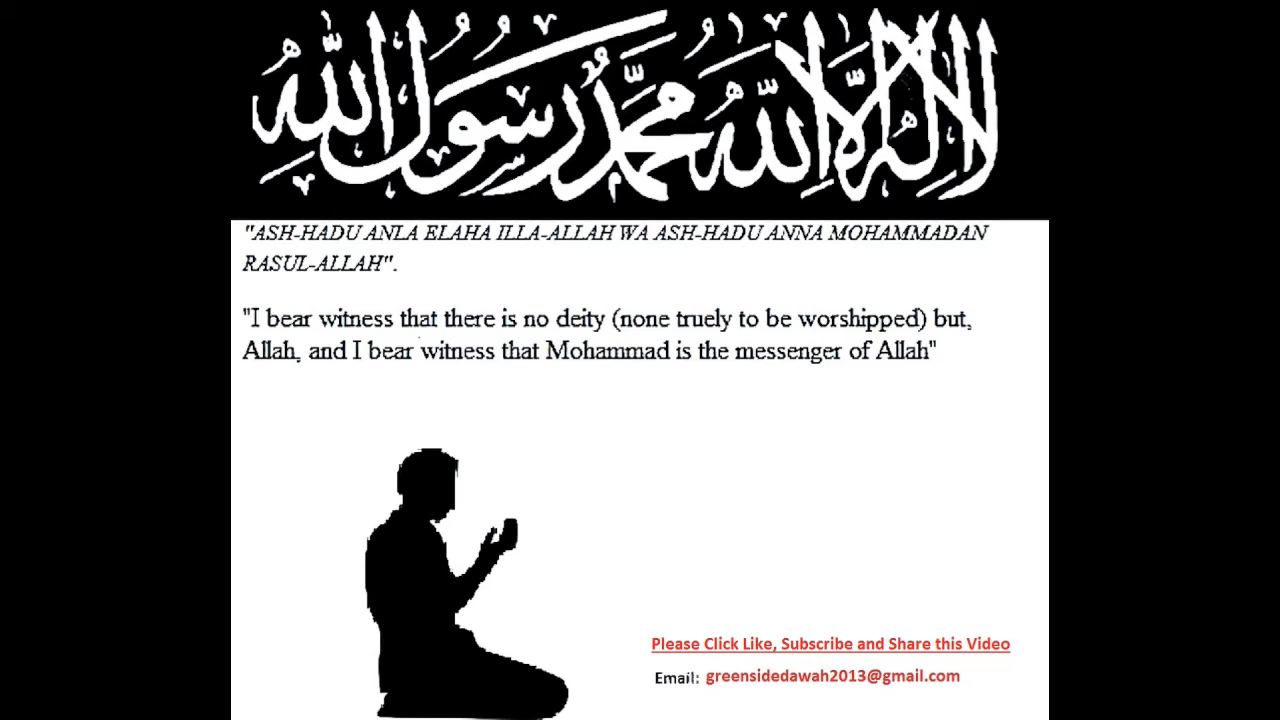 لا إله إلا الله محمد رسول الله
"ASH-HADU ANLA ELAHA ILLA-ALLAH WA ASH-HADU ANNA MOHAMMADAN
RASUL-ALLAH".
"I bear witness that there is no deity (none truely to be worshipped) but,
Allah, and I bear witness that Mohammad is the messenger of Allah"
Please Click Like, Subscribe and Share this Video
Email: greensidedawah2013@gmail.com